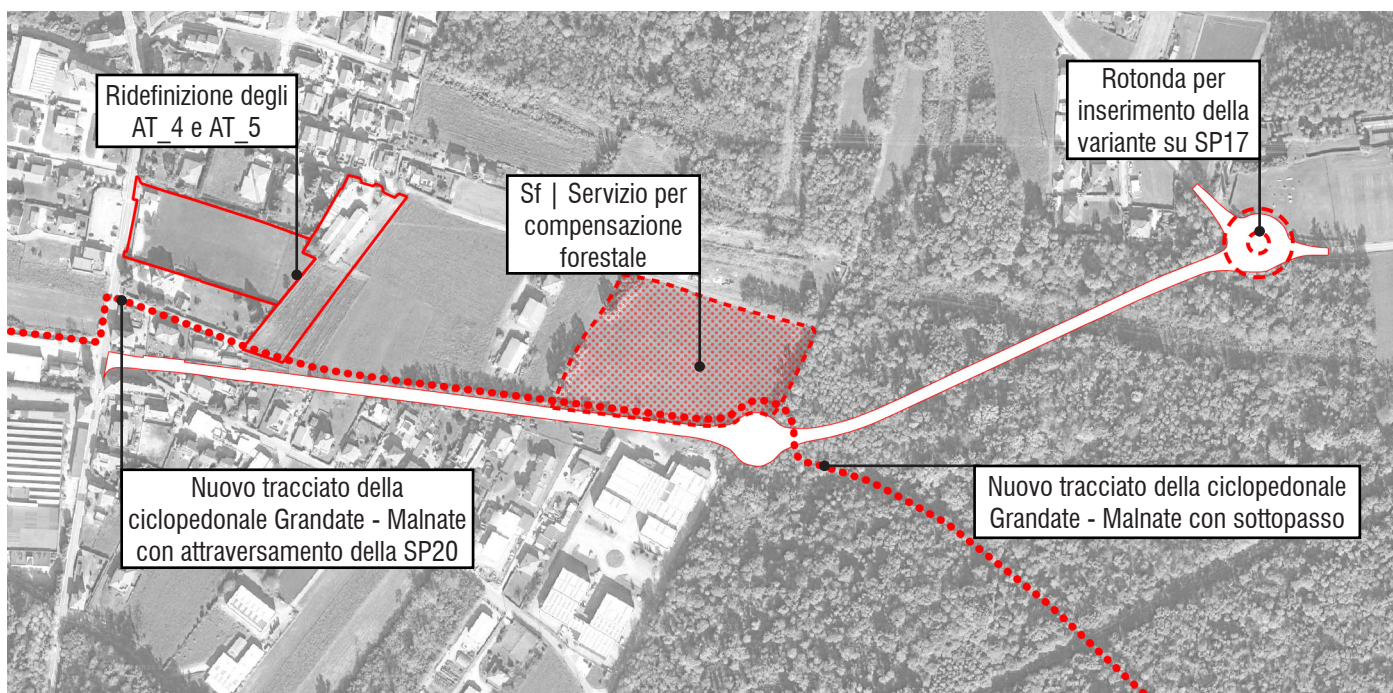 Ridefinizione degli
AT_4 e AT_5
Sf | Servizio per
compensazione
forestale
Rotonda per
inserimento della
variante su SP17
Nuovo tracciato della
ciclopedonale Grandate - Malnate
con attraversamento della SP20
Nuovo tracciato della ciclopedonale
Grandate - Malnate con sottopasso